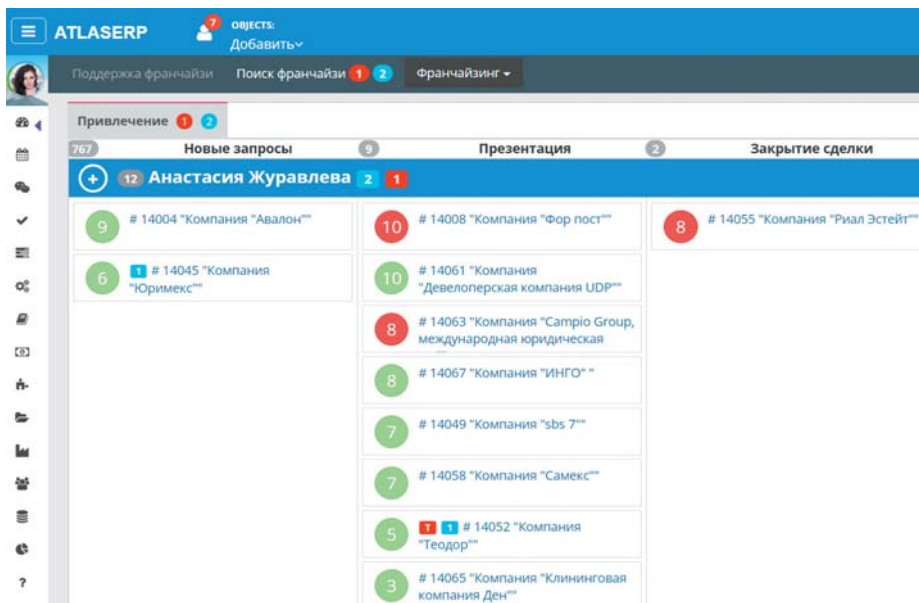 ATLASERP
7
OBJECTS:
Добавить
Поддержка франчайзи
Поиск франчайзи 1 2
Франчайзинг
Привлечение 1 2
767 Новые запросы
9 Презентация
2 Закрытие сделки
12 Анастасия Журавлева 2 1
9 # 14004 "Компания "Авалон""
6 1 # 14045 "Компания
"Юримекс""
10 # 14008 "Компания "Фор пост""
10 # 14061 "Компания
"Девелоперская компания UDP""
8 # 14063 "Компания "Campio Group,
международная юридическая
8 # 14067 "Компания "ИНГО" "
7 # 14049 "Компания "sbs 7""
7 # 14058 "Компания "Самекс""
5 T 1 # 14052 "Компания
"Теодор""
3 # 14065 "Компания "Клининговая
компания Ден""
8 # 14055 "Компания "Риал Эстейт""
?